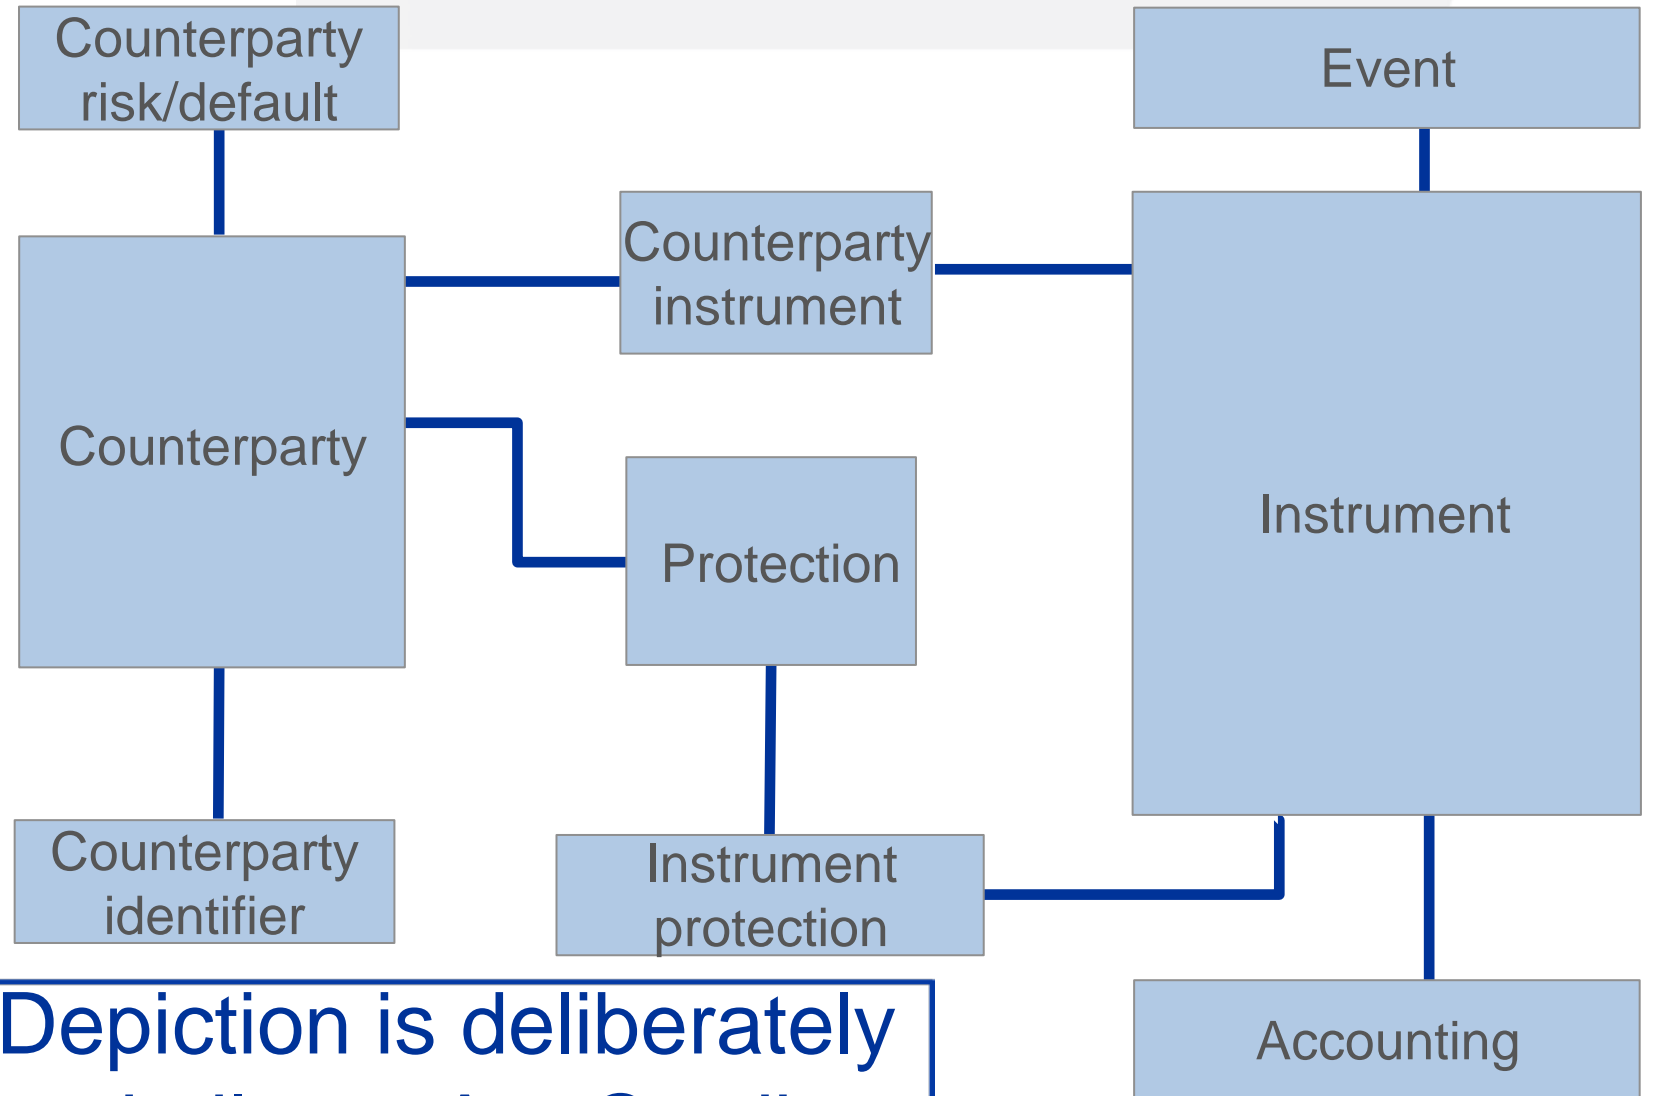 Counterparty
risk/default
Event
Counterparty
instrument
Counterparty
Protection
Instrument
Counterparty
identifier
Instrument
protection
Depiction is deliberately
Accounting